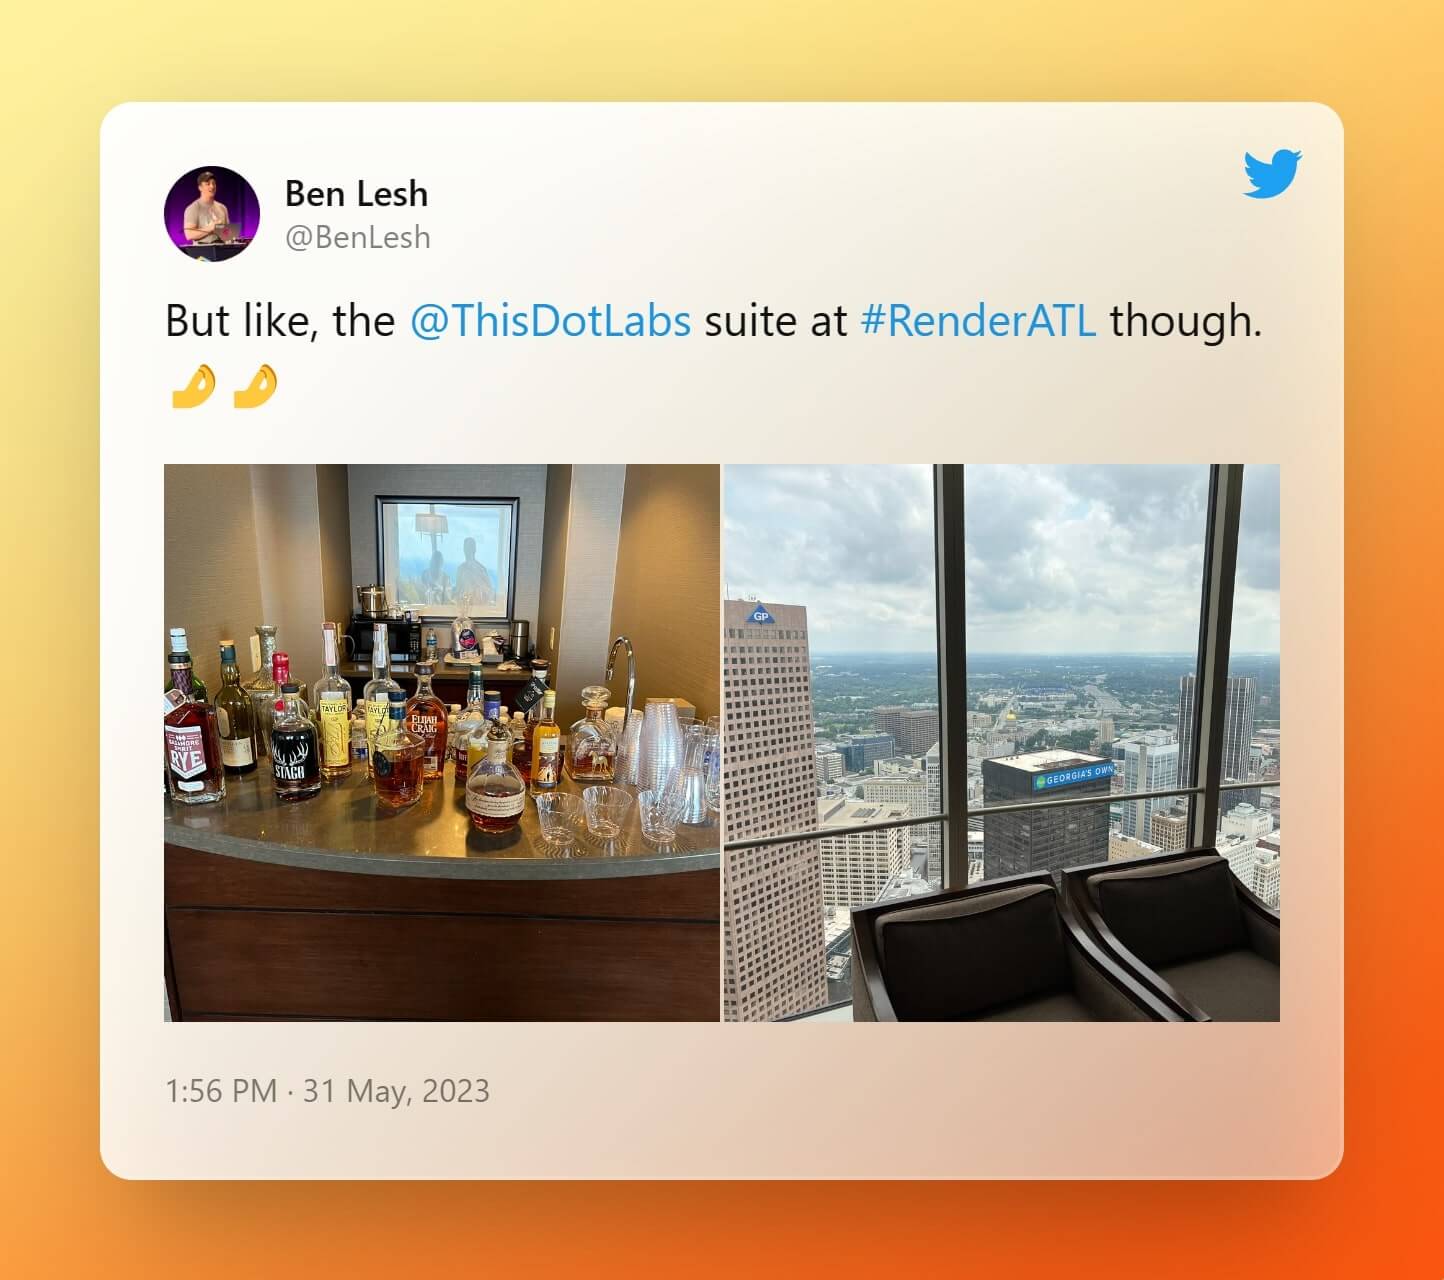 Ben Lesh
@BenLesh
But like, the @ThisDotLabs suite at #RenderATL though.
🤌🤌
RYE
STAGG
TAYLOR
TAYLOR
ELIJAH
CRAIG
GP
GEORGIA'S OWN
1:56 PM · 31 May, 2023